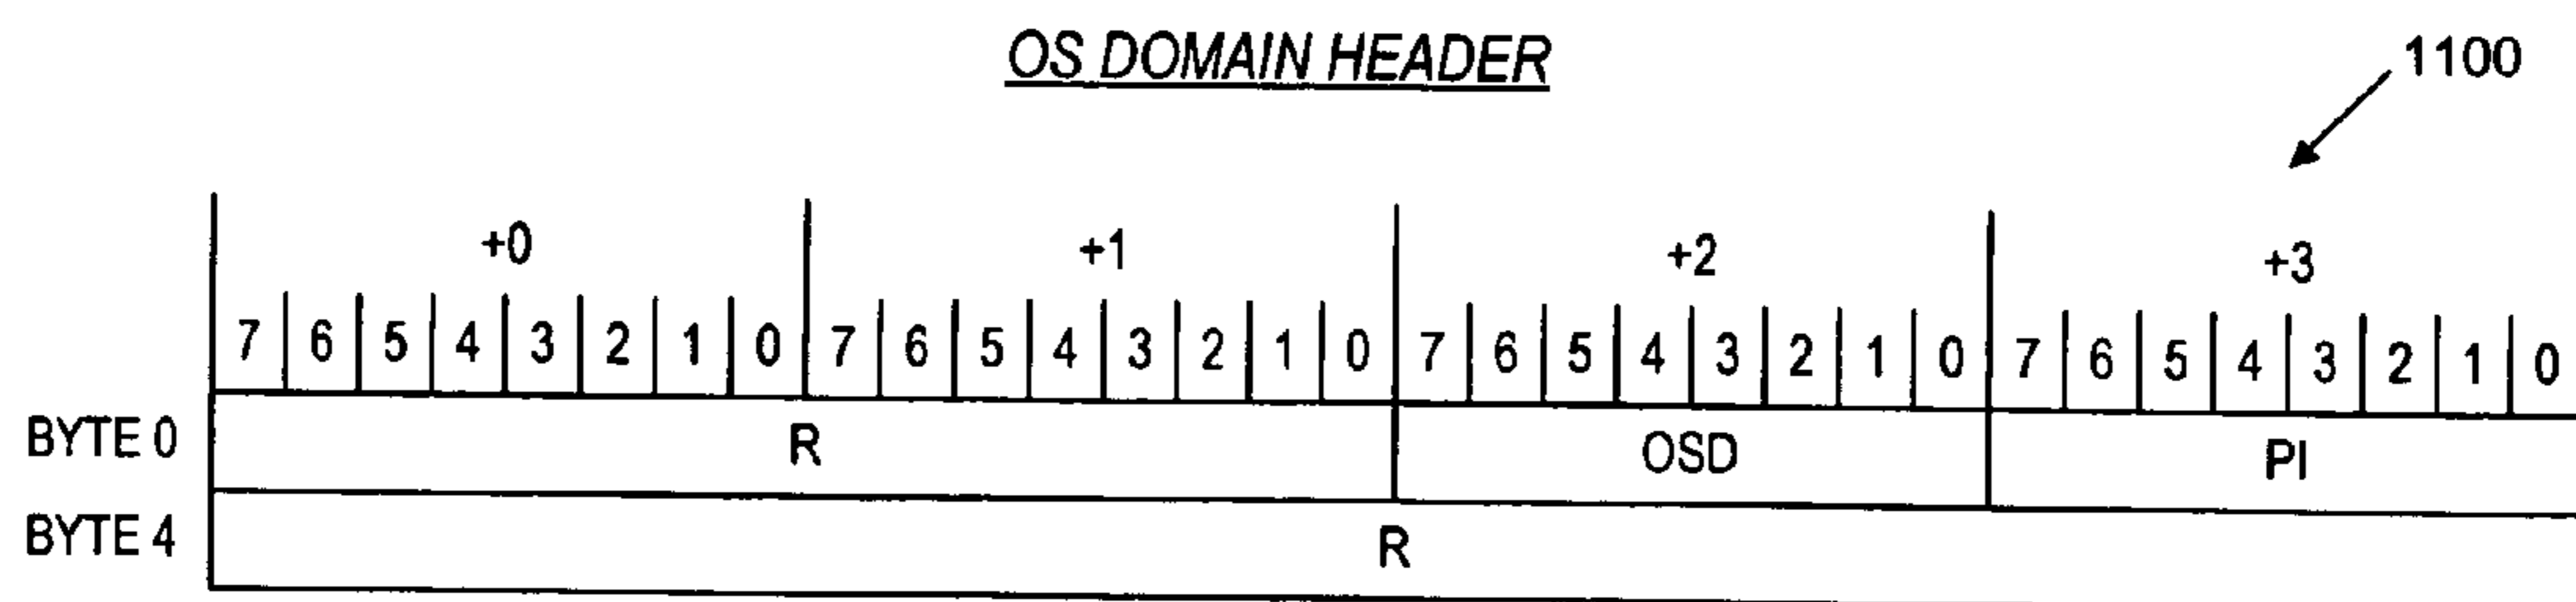 OS DOMAIN HEADER
1100
+0 +1 +2 +3
7 6 5 4 3 2 1 0 7 6 5 4 3 2 1 0 7 6 5 4 3 2 1 0 7 6 5 4 3 2 1 0
BYTE 0 R OSD PI
BYTE 4 R